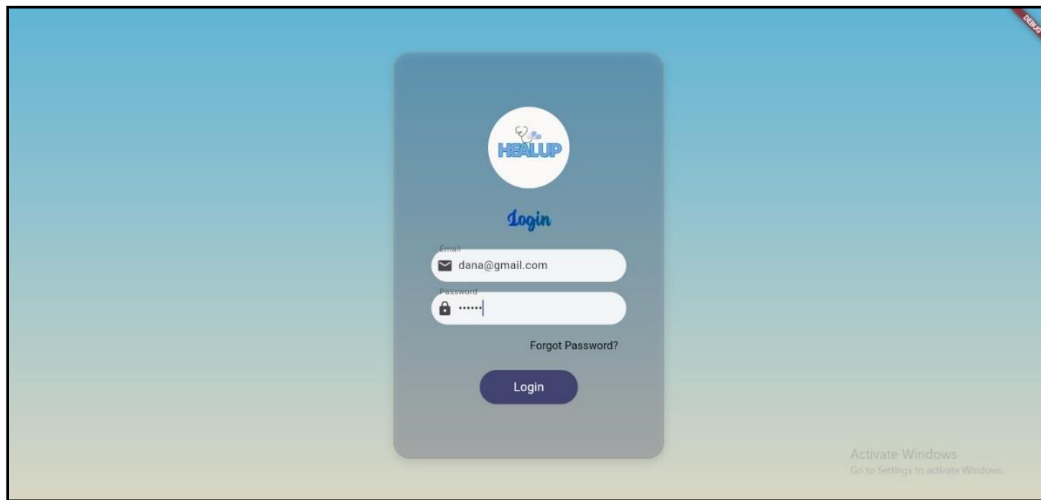 DEBUG
HEALUP
Login
Email
dana@gmail.com
Password
••••••
Forgot Password?
Login
Activate Windows
Go to Settings to activate Windows.